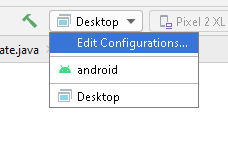 Desktop
Pixel 2 XL
Edit Configurations...
ate.java
android
Desktop